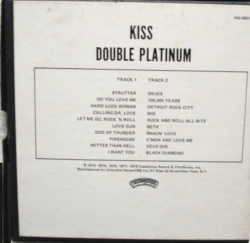 KISS
DOUBLE PLATINUM
TRACK 1 TRACK 2
STRUTTER DEUCE
DO YOU LOVE ME 100,000 YEARS
HARD LUCK WOMAN DETROIT ROCK CITY
CALLING DR. LOVE SHE
LET ME GO, ROCK 'N ROLL ROCK AND ROLL ALL NITE
LOVE GUN BETH
GOD OF THUNDER MAKIN' LOVE
FIREHOUSE C'MON AND LOVE ME
HOTTER THAN HELL COLD GIN
I WANT YOU BLACK DIAMOND